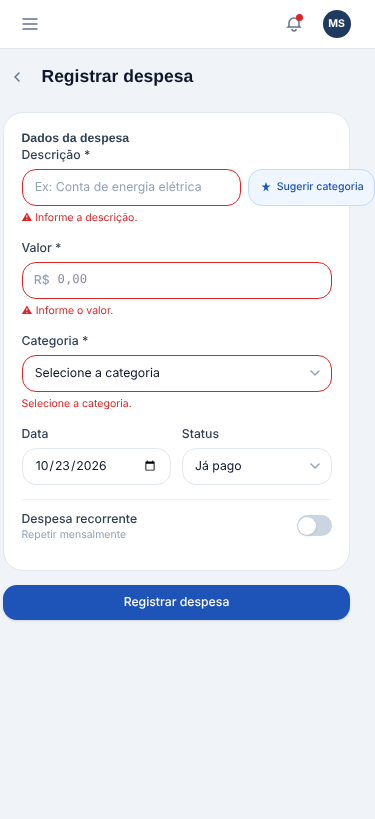 MS
Registrar despesa
Dados da despesa
Descrição *
Ex: Conta de energia elétrica
Sugerir categoria
Informe a descrição.
Valor *
R$ 0,00
Informe o valor.
Categoria *
Selecione a categoria
Selecione a categoria.
Data Status
10/23/2026 Já pago
Despesa recorrente
Repetir mensalmente
Registrar despesa